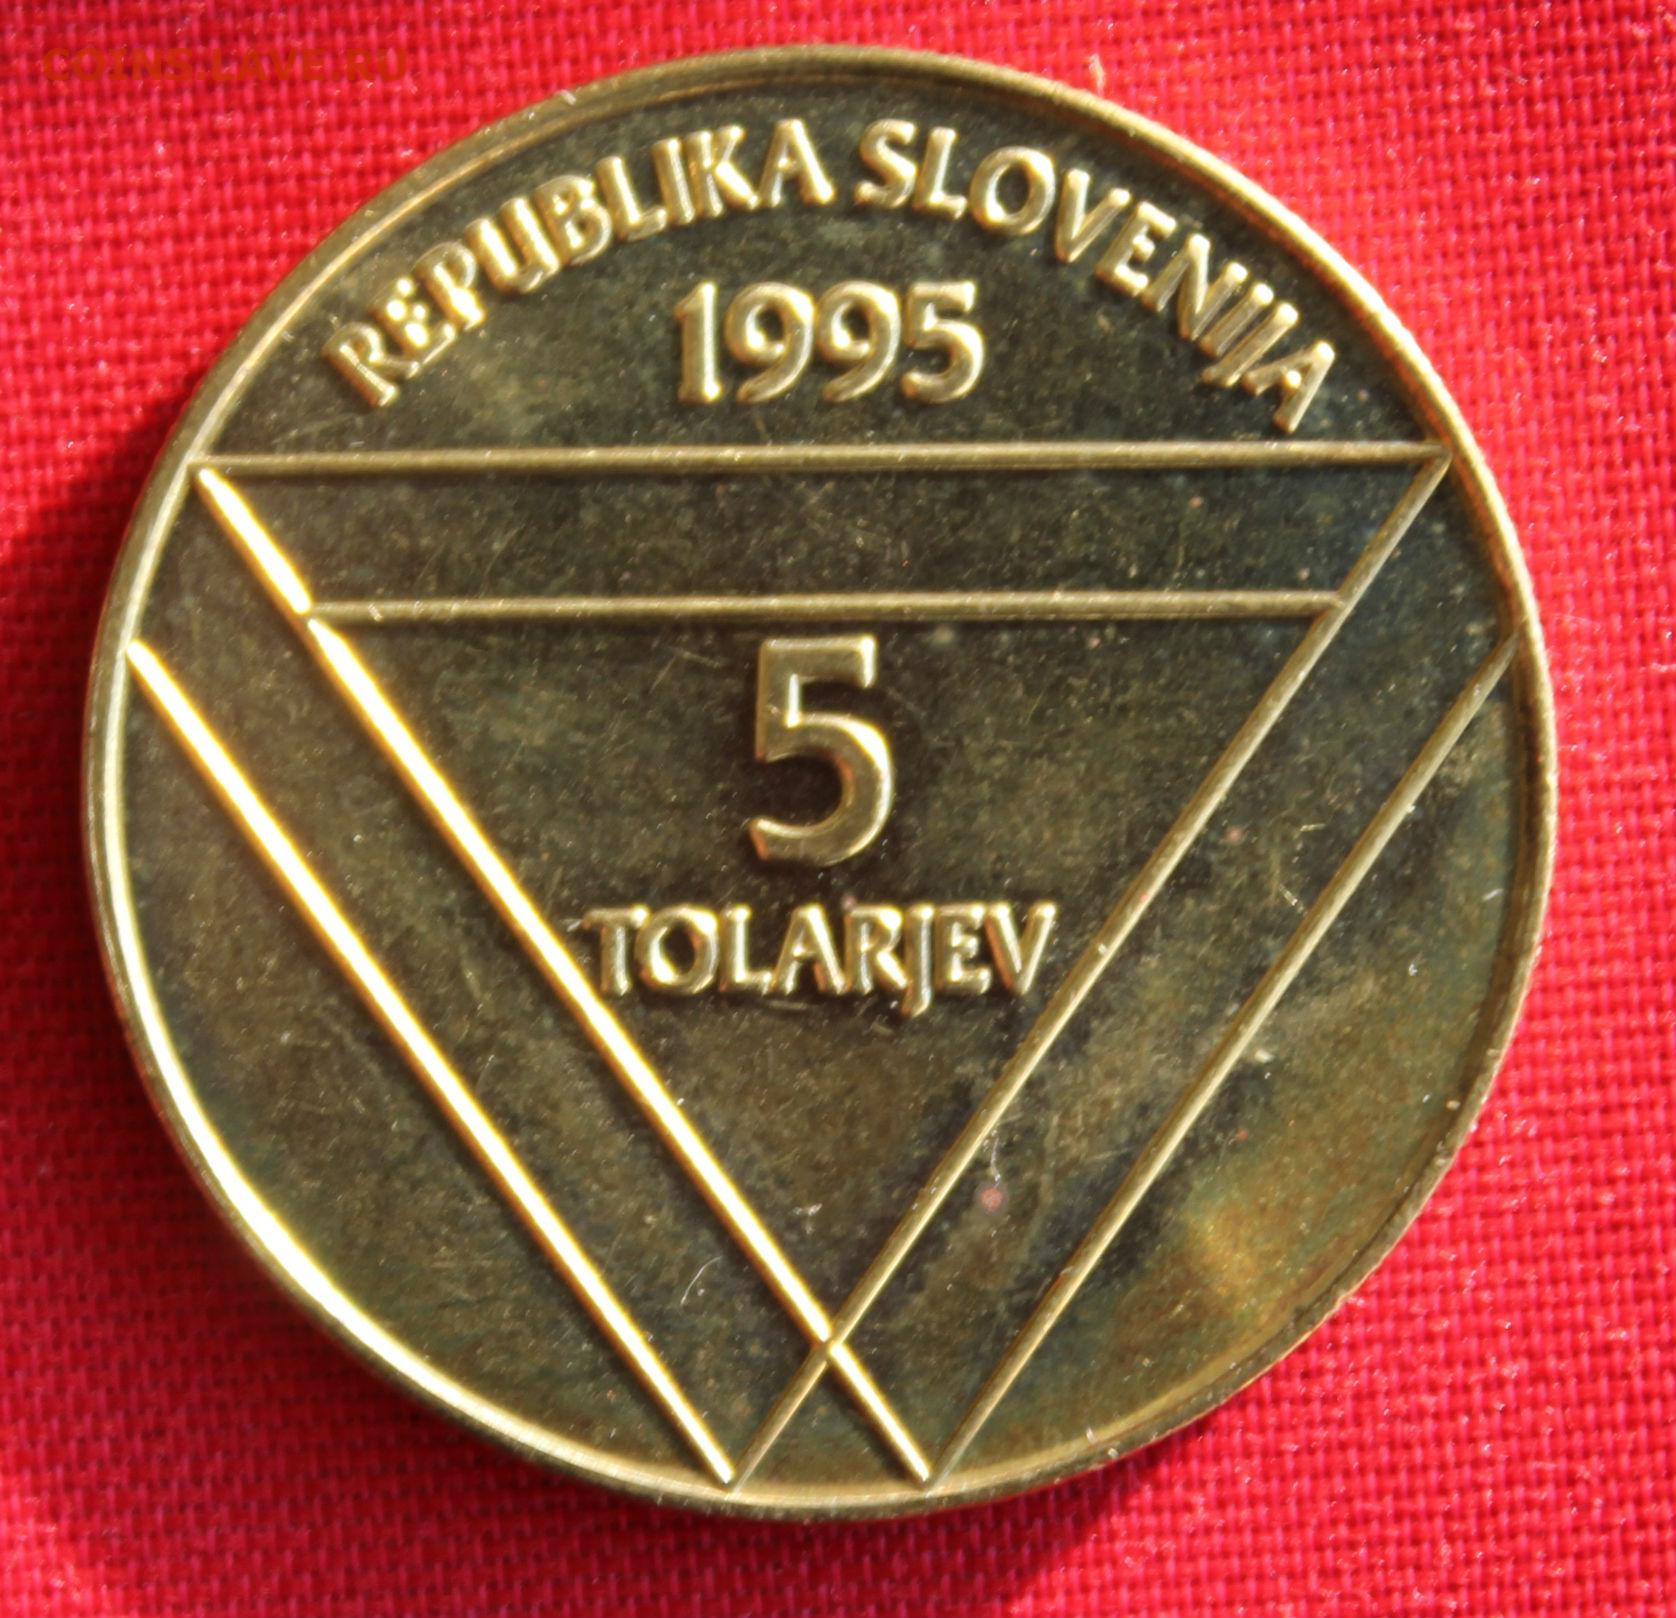 COINS.LAVE.RU
REPUBLIKA SLOVENIJA
1995
5
TOLARJEV